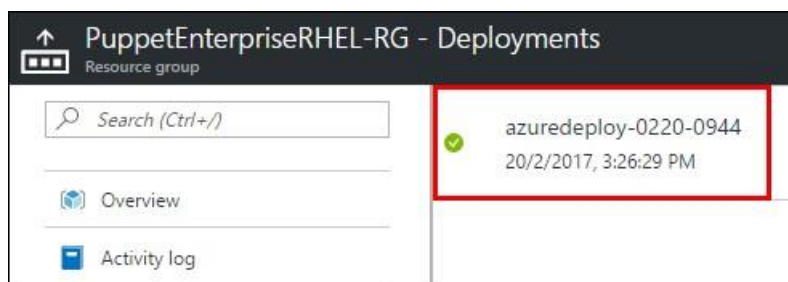 PuppetEnterpriseRHEL-RG - Deployments
Resource group
Search (Ctrl+/)
azuredeploy-0220-0944
20/2/2017, 3:26:29 PM
Overview
Activity log